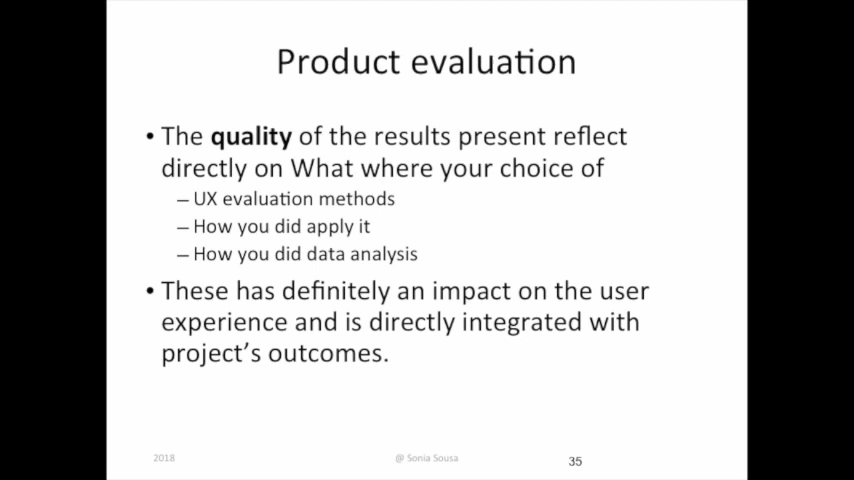 Product evaluation
• The quality of the results present reflect
directly on What where your choice of
– UX evaluation methods
– How you did apply it
– How you did data analysis
• These has definitely an impact on the user
experience and is directly integrated with
project’s outcomes.
2018
@ Sonia Sousa
35